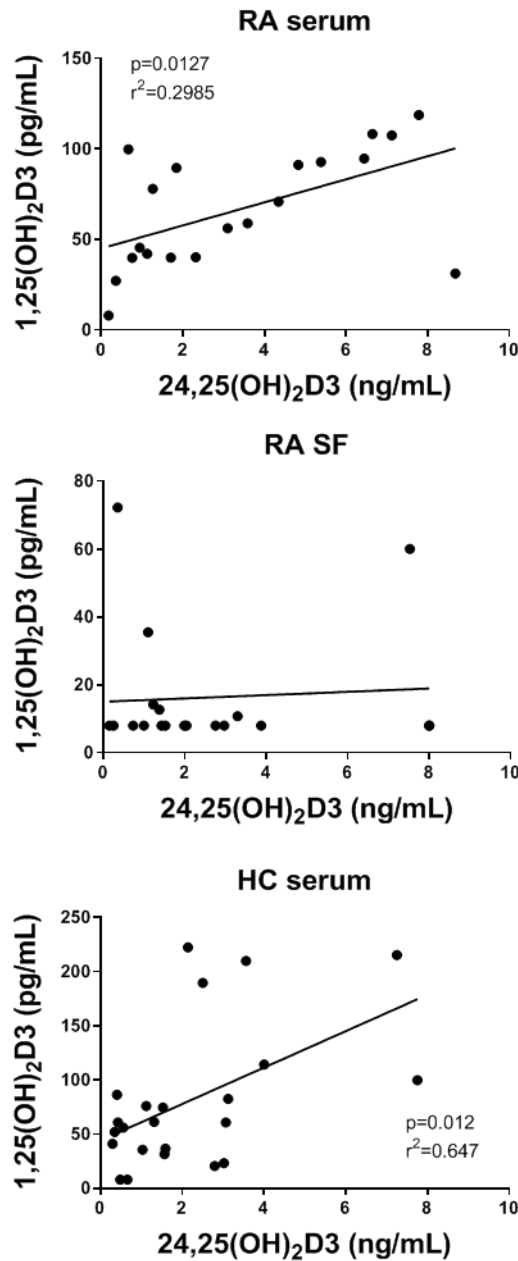 RA serum
p=0.0127
r²=0.2985
1,25(OH)₂D3 (pg/mL)
150
100
50
0
0 2 4 6 8 10
24,25(OH)₂D3 (ng/mL)
RA SF
1,25(OH)₂D3 (pg/mL)
80
60
40
20
0
0 2 4 6 8 10
24,25(OH)₂D3 (ng/mL)
HC serum
1,25(OH)₂D3 (pg/mL)
250
200
150
100
50
0
p=0.012
r²=0.647
0 2 4 6 8 10
24,25(OH)₂D3 (ng/mL)